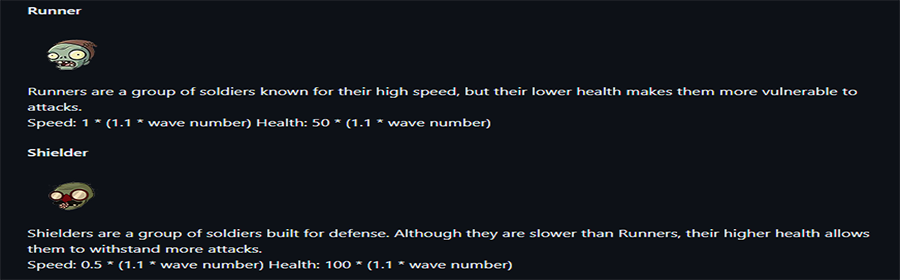 Runner
Runners are a group of soldiers known for their high speed, but their lower health makes them more vulnerable to
attacks.
Speed: 1 * (1.1 * wave number) Health: 50 * (1.1 * wave number)
Shielder
Shielders are a group of soldiers built for defense. Although they are slower than Runners, their higher health allows
them to withstand more attacks.
Speed: 0.5 * (1.1 * wave number) Health: 100 * (1.1 * wave number)